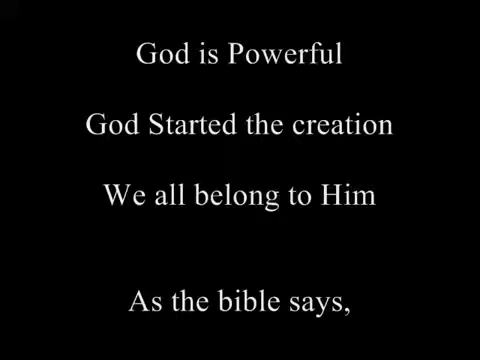 God is Powerful
God Started the creation
We all belong to Him
As the bible says,